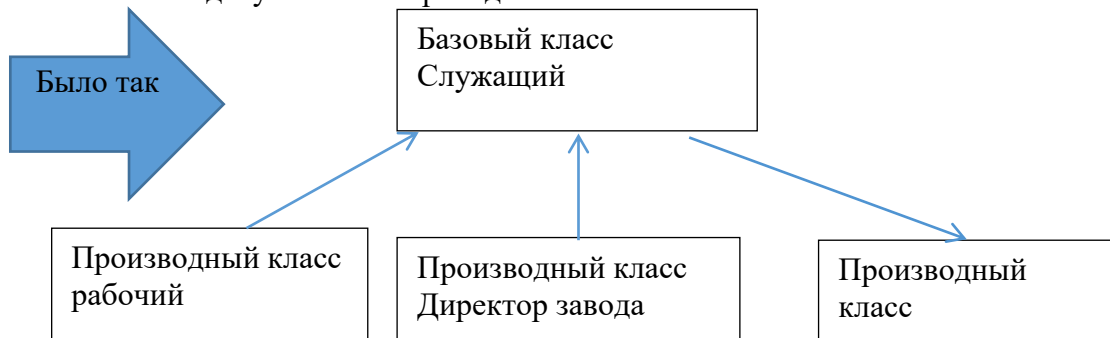 Базовый класс
Служащий
Было так
Производный класс
рабочий
Производный класс
Директор завода
Производный
класс